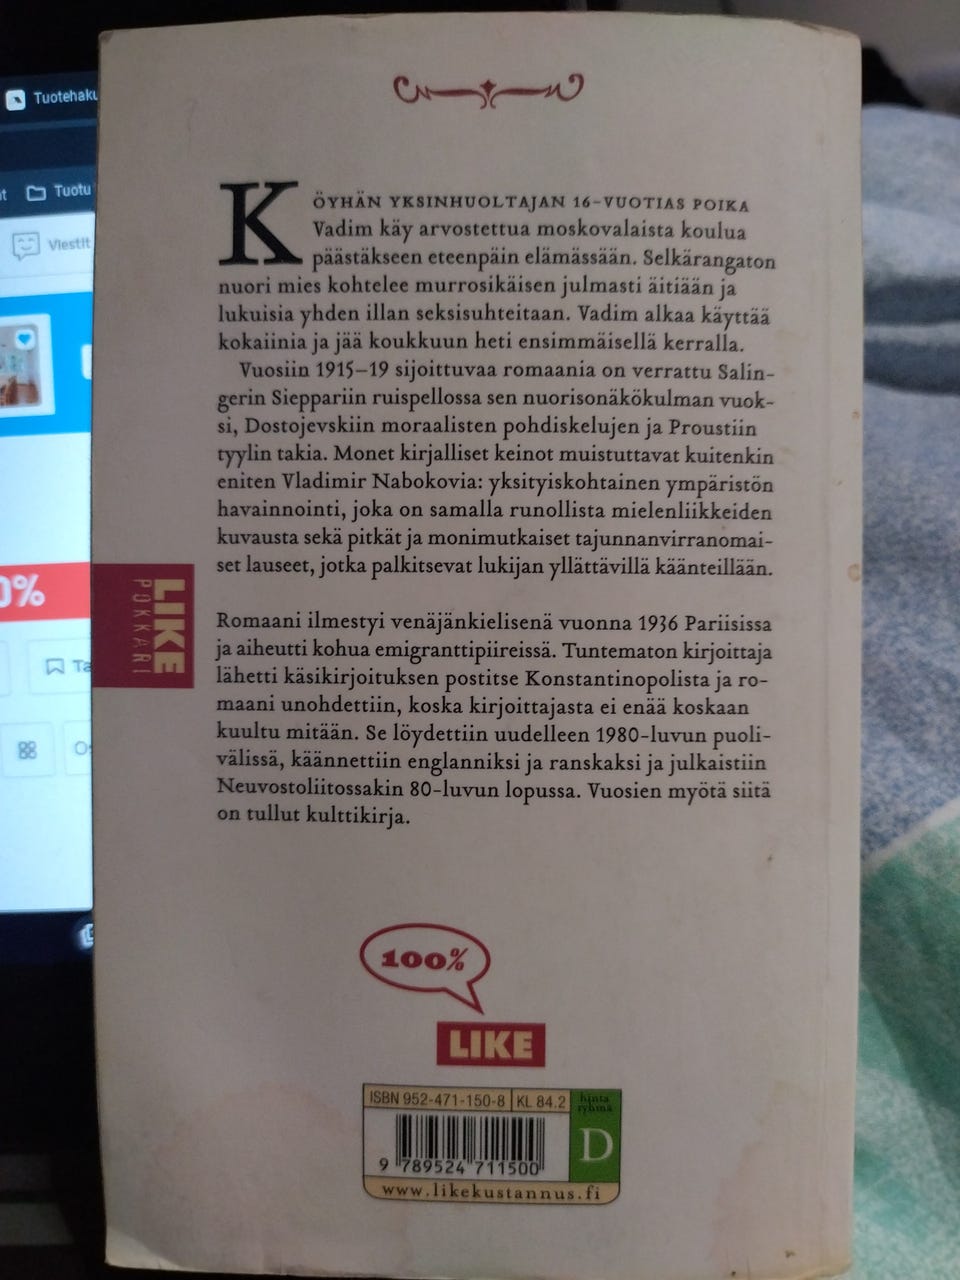 Tuotehaku
Tuotu
Viestit
0%
KÖYHÄN YKSINHUOLTAJAN 16-VUOTIAS POIKA
Vadim käy arvostettua moskovalaista koulua
päästäkseen eteenpäin elämässään. Selkärangaton
nuori mies kohtelee murrosikäisen julmasti äitiään ja
lukuisia yhden illan seksisuhteitaan. Vadim alkaa käyttää
kokaiinia ja jää koukkuun heti ensimmäisellä kerralla.
Vuosiin 1915–19 sijoittuvaa romaania on verrattu Salin-
gerin Sieppariin ruispellossa sen nuorisonäkökulman vuok-
si, Dostojevskiin moraalisten pohdiskelujen ja Proustiin
tyylin takia. Monet kirjalliset keinot muistuttavat kuitenkin
eniten Vladimir Nabokovia: yksityiskohtainen ympäristön
havainnointi, joka on samalla runollista mielenliikkeiden
kuvausta sekä pitkät ja monimutkaiset tajunnanvirranomai-
set lauseet, jotka palkitsevat lukijan yllättävillä käänteillään.
LIKE
POKKARI
Romaani ilmestyi venäjänkielisenä vuonna 1936 Pariisissa
ja aiheutti kohua emigranttipiireissä. Tuntematon kirjoittaja
lähetti käsikirjoituksen postitse Konstantinopolista ja ro-
maani unohdettiin, koska kirjoittajasta ei enää koskaan
kuultu mitään. Se löydettiin uudelleen 1980-luvun puoli-
välissä, käännettiin englanniksi ja ranskaksi ja julkaistiin
Neuvostoliitossakin 80-luvun lopussa. Vuosien myötä siitä
on tullut kulttikirja.
100%
LIKE
ISBN 952-471-150-8 KL 84.2
hinta
ryhmä
D
9 789524 711500
www.likekustannus.fi